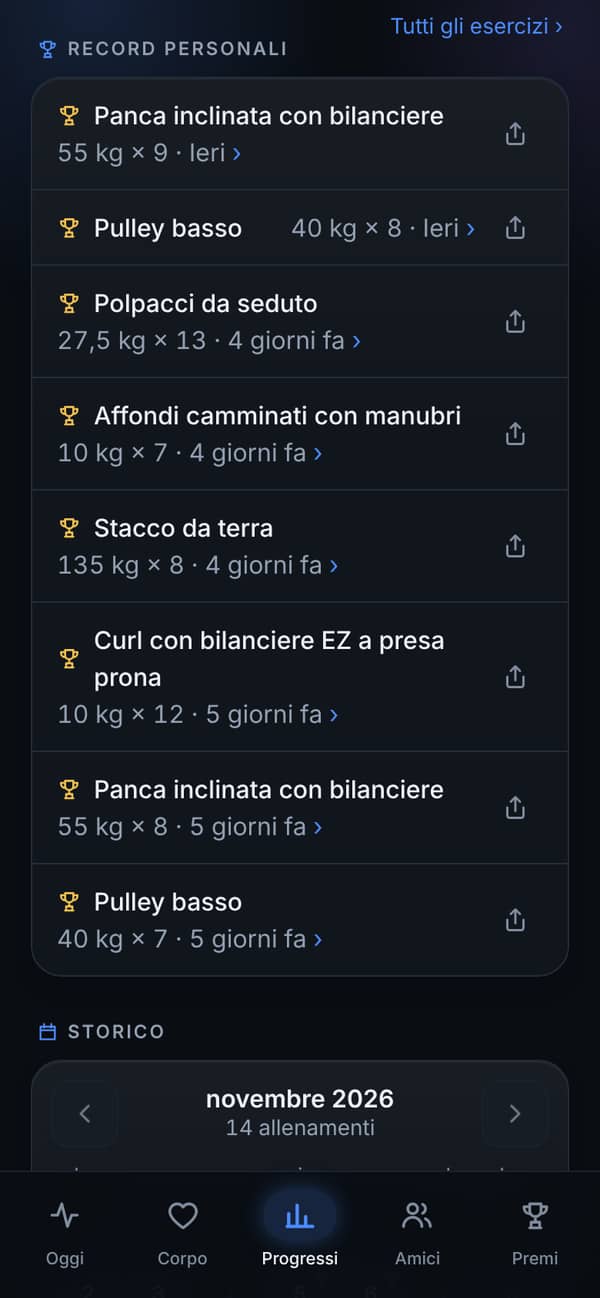 Tutti gli esercizi ›
RECORD PERSONALI
Panca inclinata con bilanciere
55 kg × 9 · Ieri ›
Pulley basso 40 kg × 8 · Ieri ›
Polpacci da seduto
27,5 kg × 13 · 4 giorni fa ›
Affondi camminati con manubri
10 kg × 7 · 4 giorni fa ›
Stacco da terra
135 kg × 8 · 4 giorni fa ›
Curl con bilanciere EZ a presa
prona
10 kg × 12 · 5 giorni fa ›
Panca inclinata con bilanciere
55 kg × 8 · 5 giorni fa ›
Pulley basso
40 kg × 7 · 5 giorni fa ›
STORICO
novembre 2026
14 allenamenti
Oggi Corpo Progressi Amici Premi